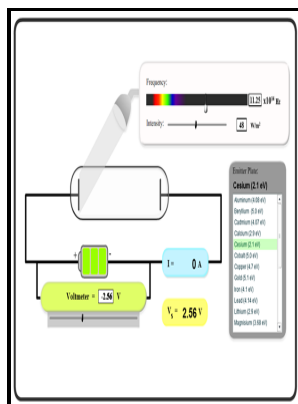 Frequency:
11.25 x10¹⁴ Hz
Intensity: 48 W/m²
Emitter Plate:
Cesium (2.1 eV)
Aluminum (4.08 eV)
Beryllium (5.0 eV)
Cadmium (4.07 eV)
Calcium (2.9 eV)
Cesium (2.1 eV)
Cobalt (5.0 eV)
Copper (4.7 eV)
Gold (5.1 eV)
Iron (4.1 eV)
Lead (4.14 eV)
Lithium (2.9 eV)
Magnesium (3.68 eV)
+ -
I = 0 A
Voltmeter = -2.56 V
Vs = 2.56 V